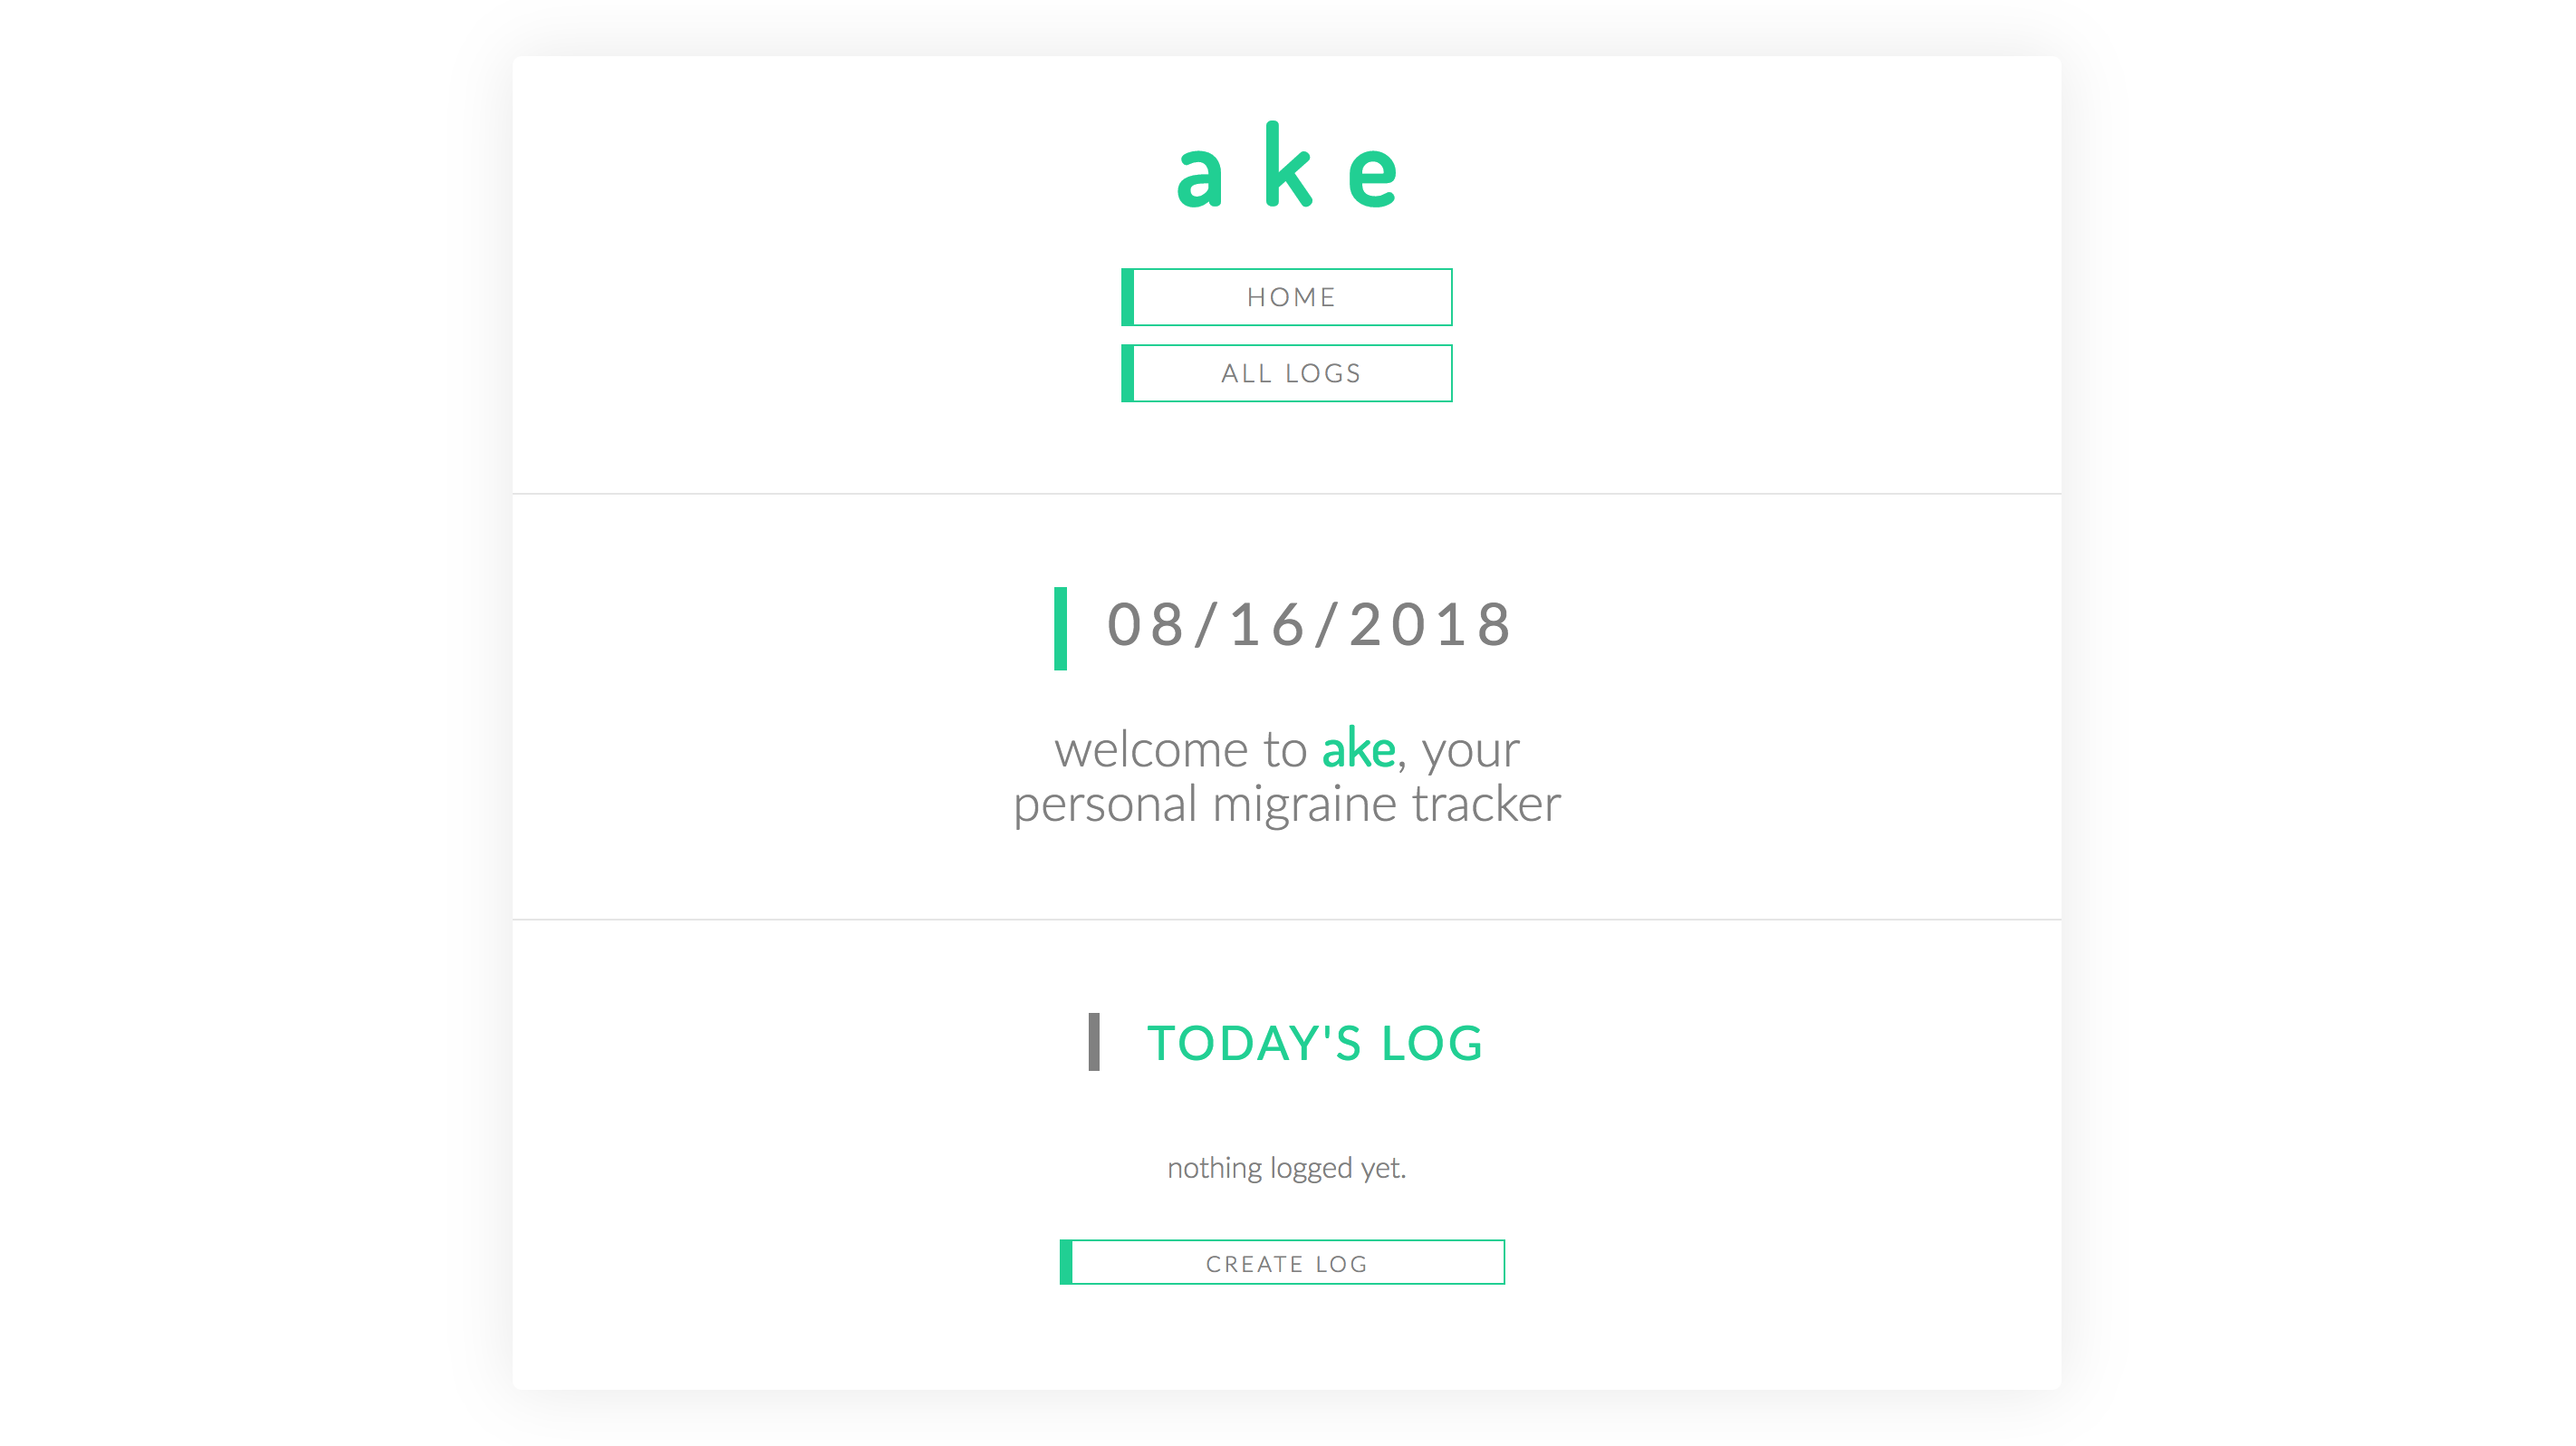 ake
HOME
ALL LOGS
08/16/2018
welcome to ake, your
personal migraine tracker
TODAY'S LOG
nothing logged yet.
CREATE LOG